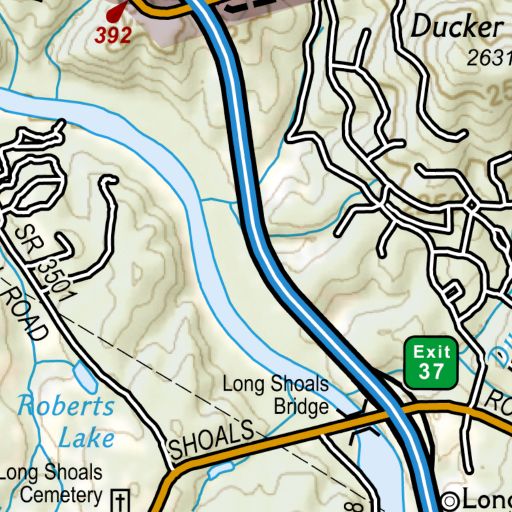 392
Ducker
2631
SR 3501
ROAD
Exit
37
Long Shoals
Bridge
Roberts
Lake
SHOALS
Long Shoals
Cemetery
Long